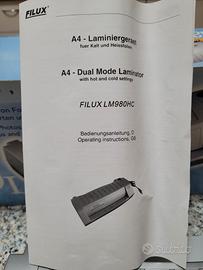 FILUX
A4 - Laminiergerät
fuer Kalt und Heissfolien
A4 - Dual Mode Laminator
with hot and cold settings
FILUX LM980HC
Bedienungsanleitung, D
Operating instructions, GB
subito